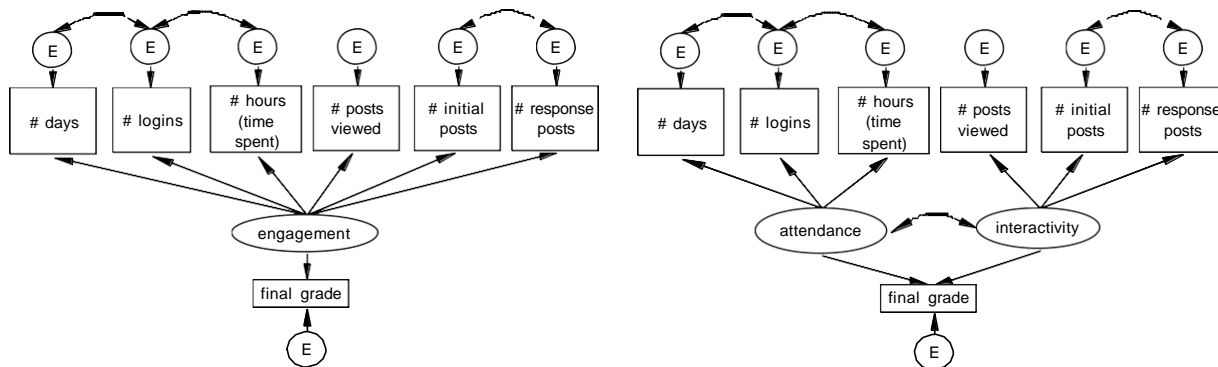 E E E E E E
# days
# logins
# hours
(time
spent)
# posts
viewed
# initial
posts
# response
posts
engagement
final grade
E
E E E E E E
# days
# logins
# hours
(time
spent)
# posts
viewed
# initial
posts
# response
posts
attendance
interactivity
final grade
E